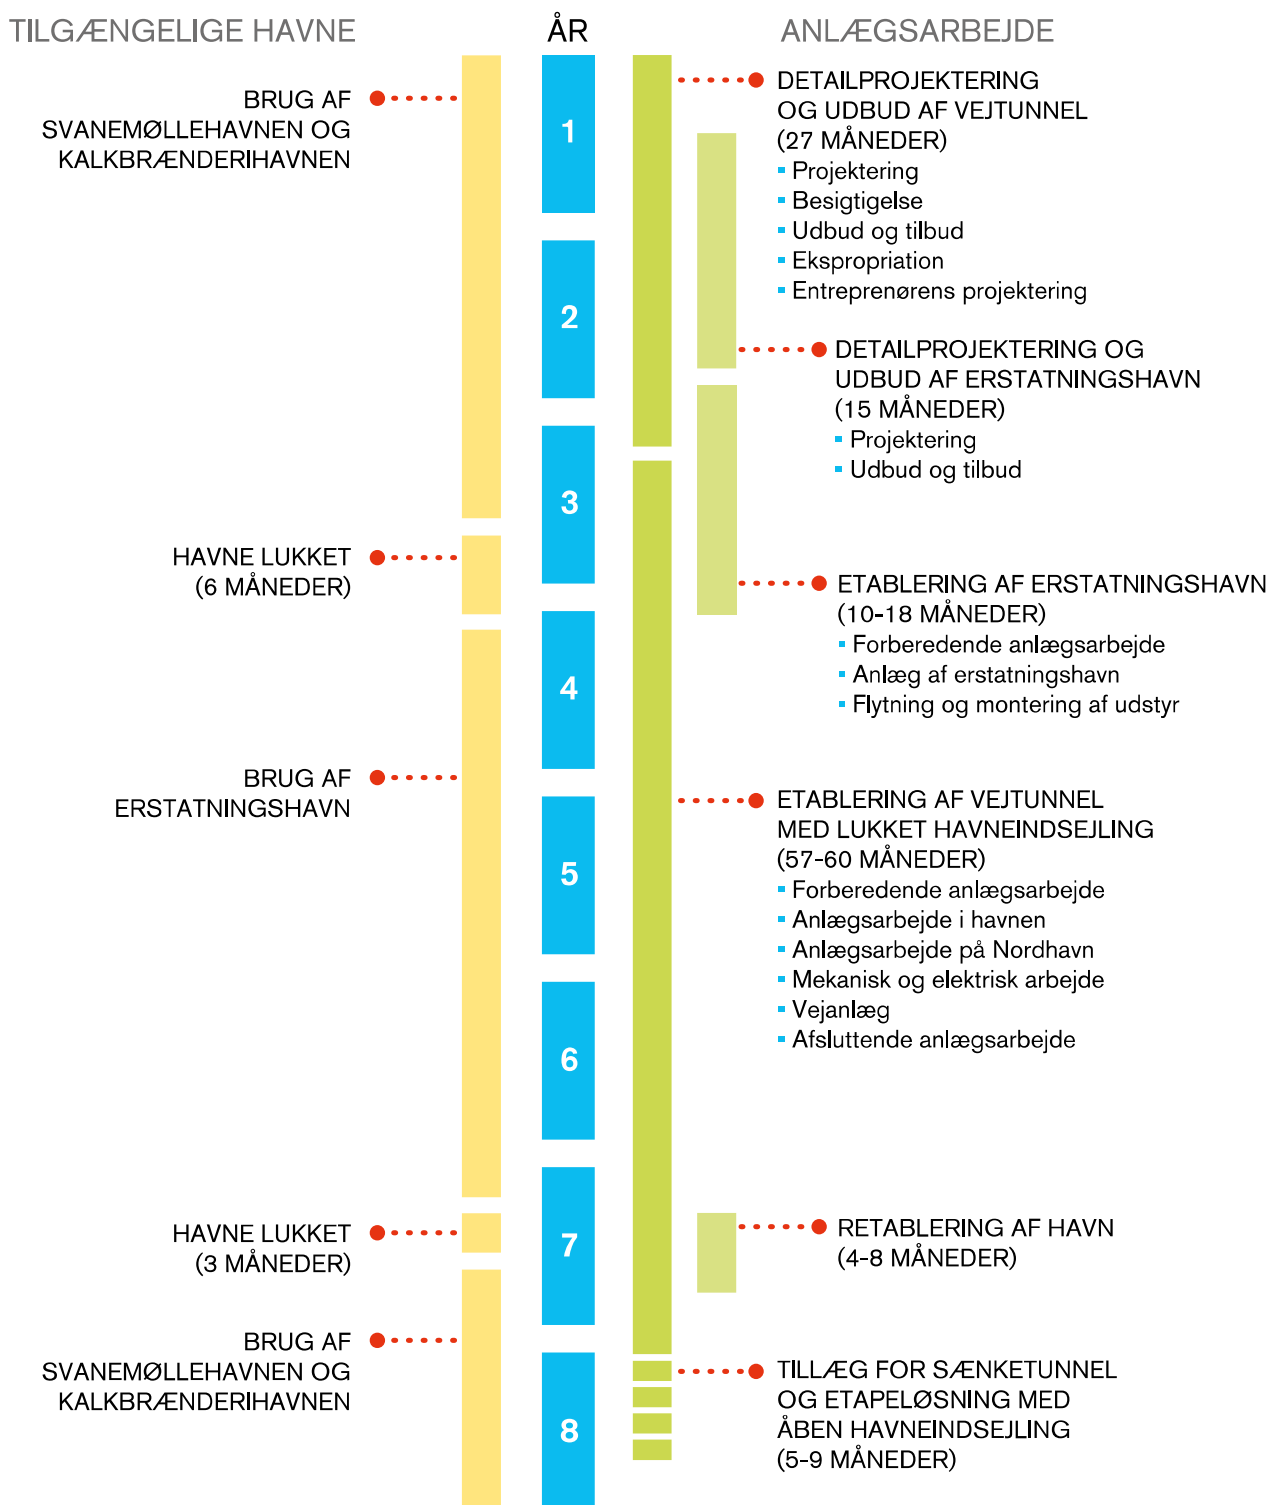 TILGÆNGELIGE HAVNE
BRUG AF
SVANEMØLLEHAVNEN OG
KALKBRÆNDERIHAVNEN
HAVNE LUKKET
(6 MÅNEDER)
BRUG AF
ERSTATNINGSHAVN
HAVNE LUKKET
(3 MÅNEDER)
BRUG AF
SVANEMØLLEHAVNEN OG
KALKBRÆNDERIHAVNEN
ÅR
1
2
3
4
5
6
7
8
ANLÆGSARBEJDE
DETAILPROJEKTERING
OG UDBUD AF VEJTUNNEL
(27 MÅNEDER)
Projektering
Besigtigelse
Udbud og tilbud
Ekspropriation
Entreprenørens projektering
DETAILPROJEKTERING OG
UDBUD AF ERSTATNINGSHAVN
(15 MÅNEDER)
Projektering
Udbud og tilbud
ETABLERING AF ERSTATNINGSHAVN
(10-18 MÅNEDER)
Forberedende anlægsarbejde
Anlæg af erstatningshavn
Flytning og montering af udstyr
ETABLERING AF VEJTUNNEL
MED LUKKET HAVNEINDSEJLING
(57-60 MÅNEDER)
Forberedende anlægsarbejde
Anlægsarbejde i havnen
Anlægsarbejde på Nordhavn
Mekanisk og elektrisk arbejde
Vejanlæg
Afsluttende anlægsarbejde
RETABLERING AF HAVN
(4-8 MÅNEDER)
TILLÆG FOR SÆNKETUNNEL
OG ETAPELØSNING MED
ÅBEN HAVNEINDSEJLING
(5-9 MÅNEDER)